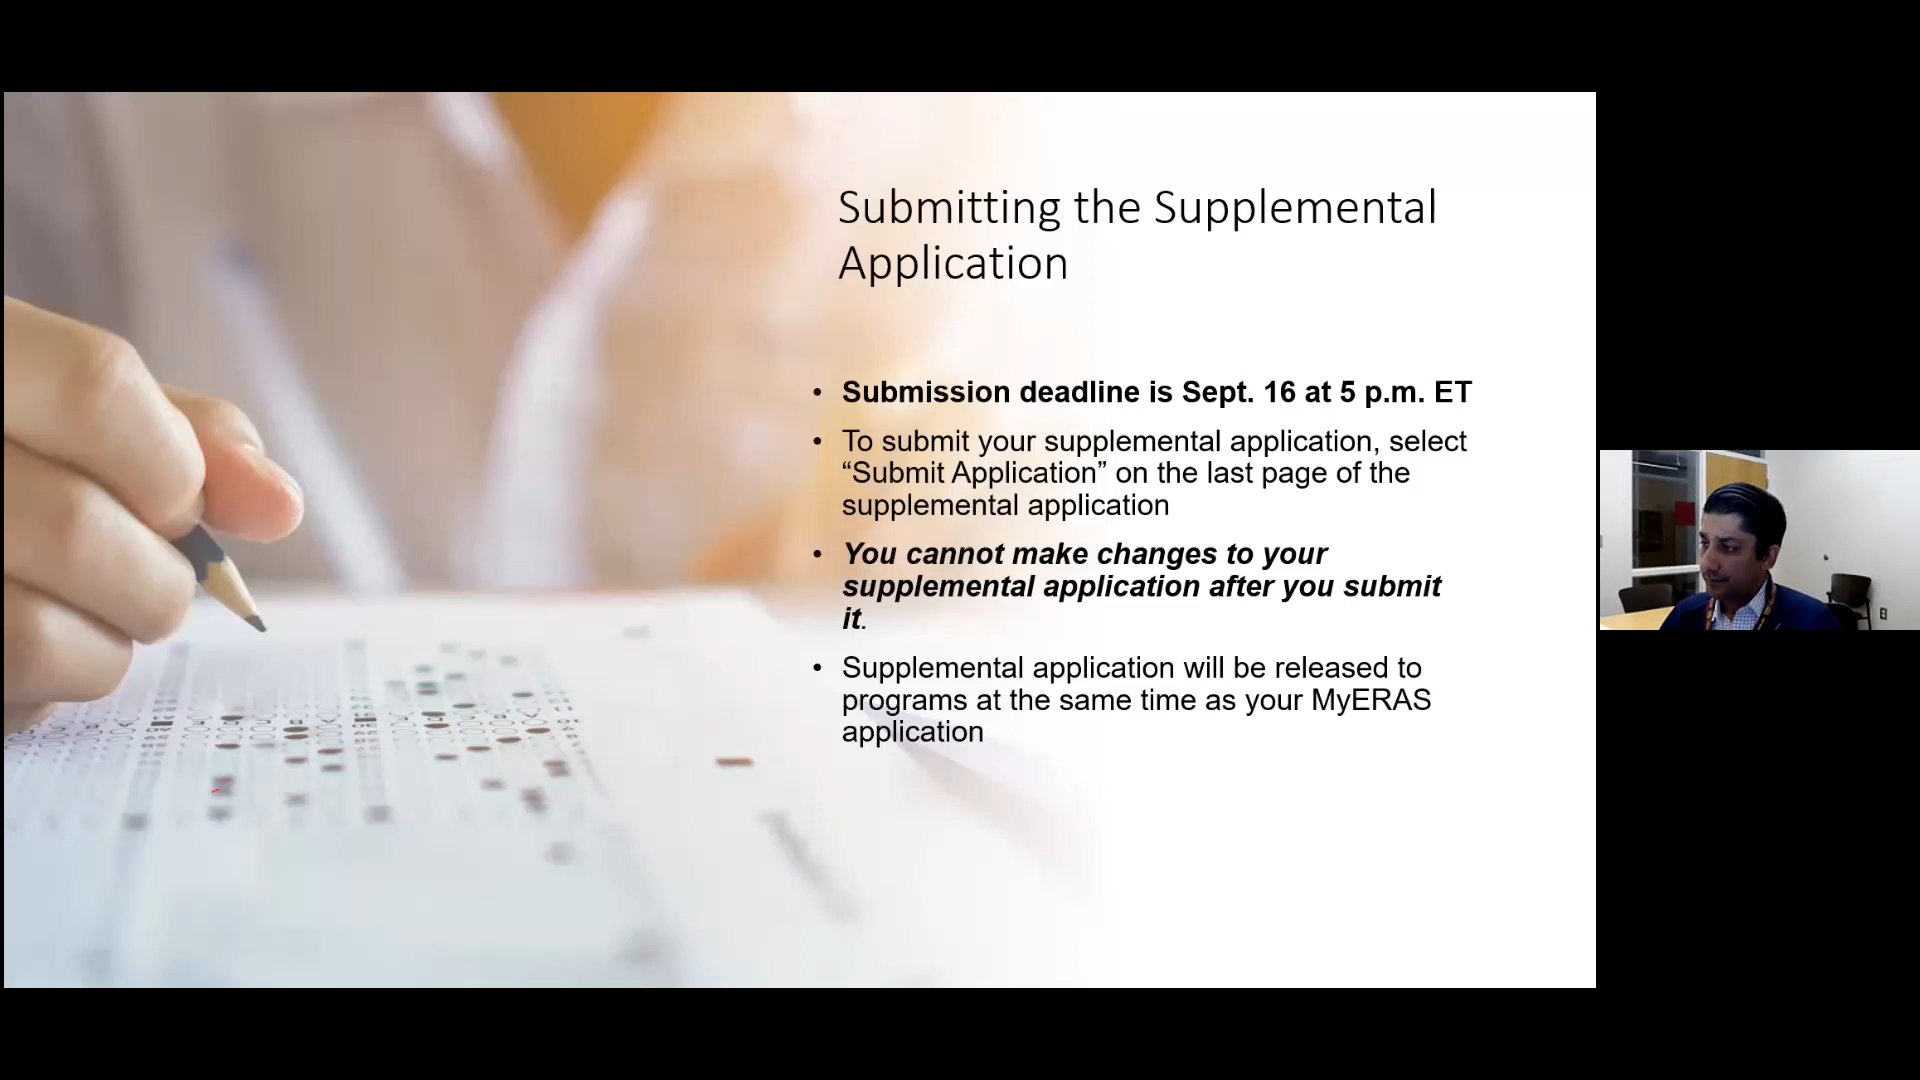 Submitting the Supplemental
Application
• Submission deadline is Sept. 16 at 5 p.m. ET
• To submit your supplemental application, select
“Submit Application” on the last page of the
supplemental application
• You cannot make changes to your
supplemental application after you submit
it.
• Supplemental application will be released to
programs at the same time as your MyERAS
application